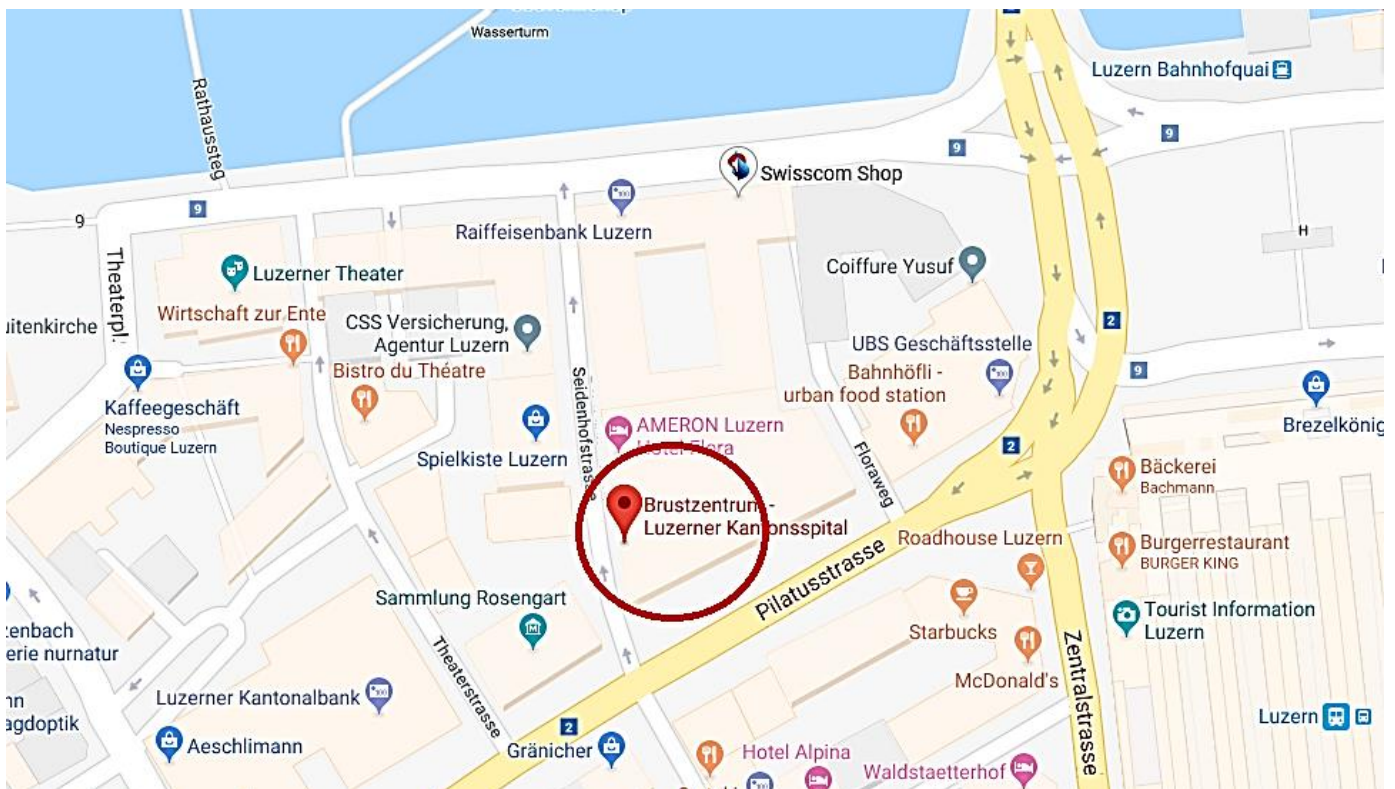 Wasserturm
Luzern Bahnhofquai
Rathaussteg
9
9
Swisscom Shop
9
9
Raiffeisenbank Luzern
H
Theaterpl.
Luzerner Theater
Coiffure Yusuf
Wirtschaft zur Ente
CSS Versicherung,
Agentur Luzern
2
UBS Geschäftsstelle
Bistro du Théatre
Bahnhöfli -
urban food station
9
Kaffeegeschäft
Nespresso
Boutique Luzern
Seidenhofstrasse
AMERON Luzern
Hotel Flora
Brezelkönig
Spielkiste Luzern
Floraweg
2
Bäckerei
Bachmann
Brustzentrum -
Luzerner Kantonsspital
Roadhouse Luzern
Burgerrestaurant
BURGER KING
Pilatusstrasse
Sammlung Rosengart
Starbucks
Tourist Information
Luzern
McDonald's
Zentralstrasse
Theaterstrasse
Luzerner Kantonalbank
2
Luzern
Aeschlimann
Gränicher
Hotel Alpina
Waldstaetterhof
uitenkirche
zenbach
erie nurnatur
agdoptik